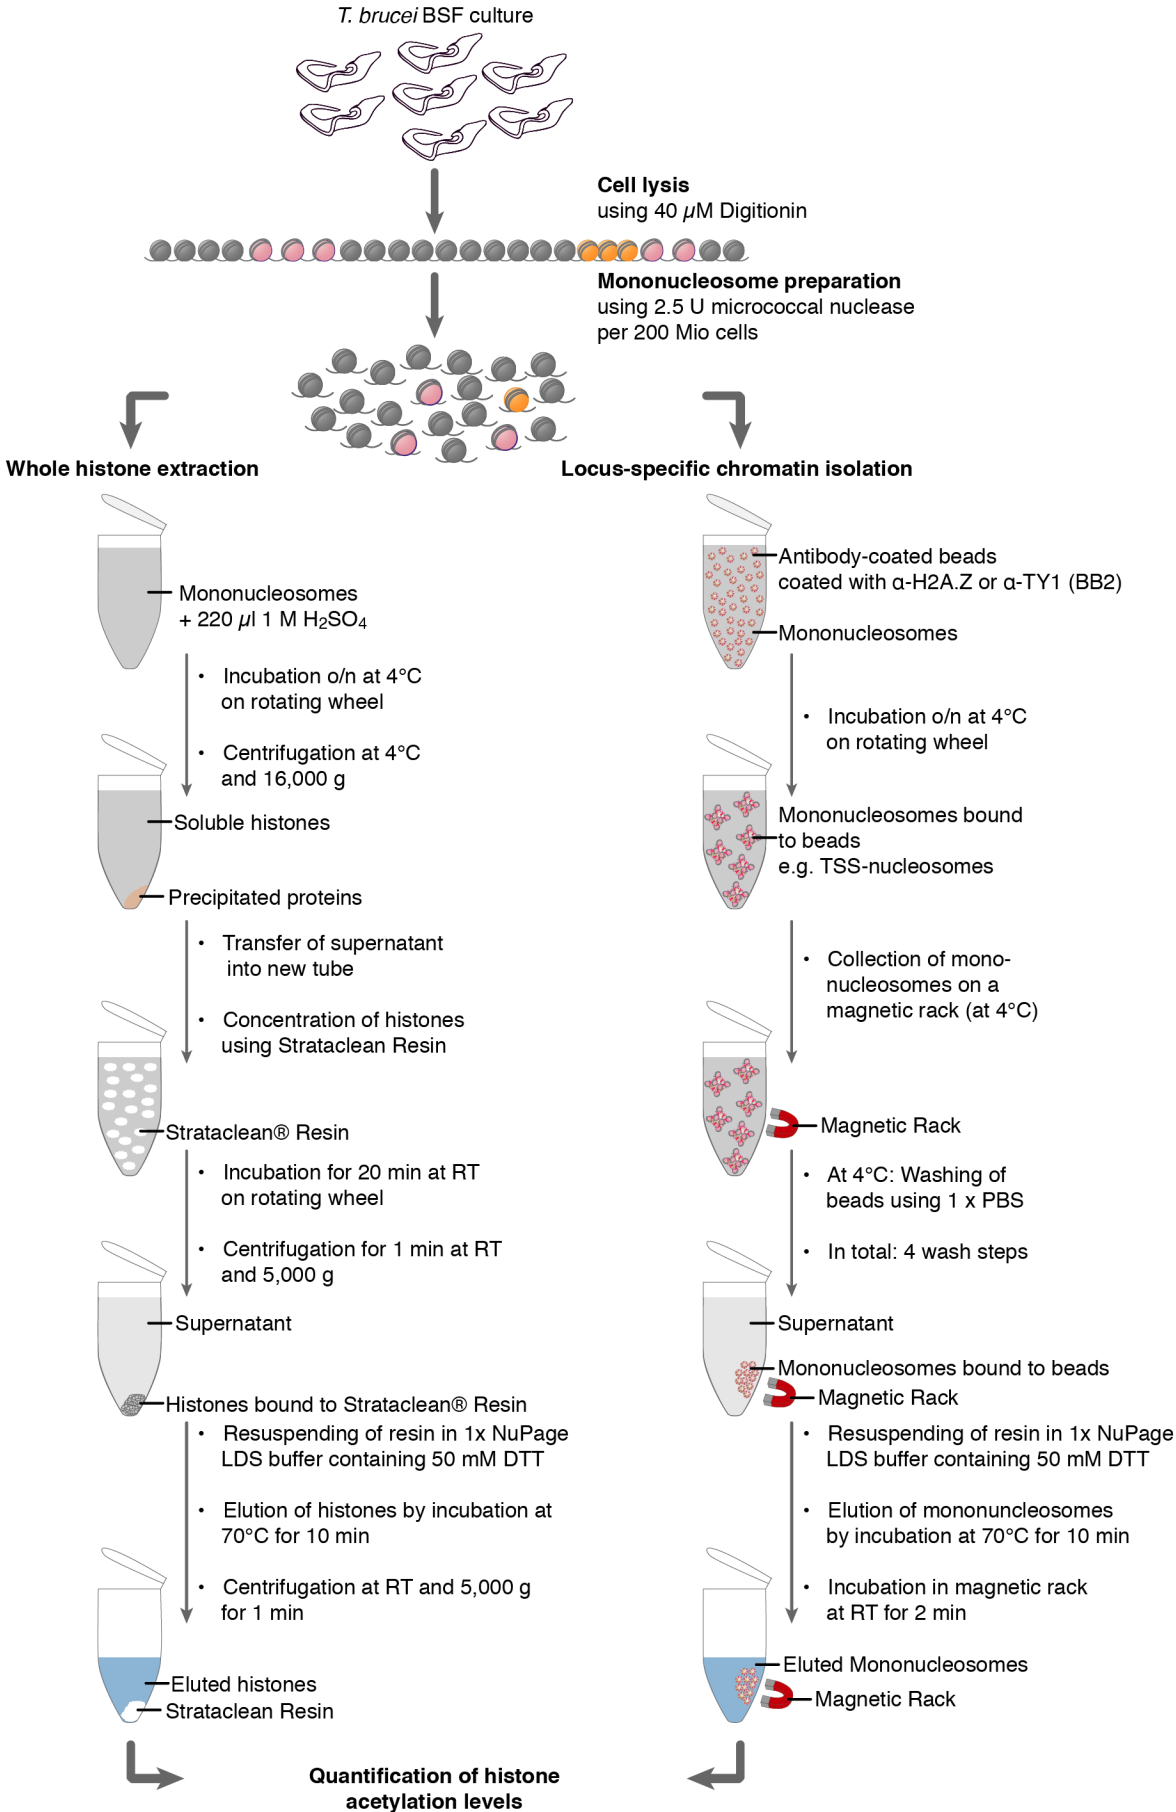 T. brucei BSF culture
Cell lysis
using 40 µM Digitionin
Mononucleosome preparation
using 2.5 U micrococcal nuclease
per 200 Mio cells
Whole histone extraction
Mononucleosomes
+ 220 µl 1 M H₂SO₄
• Incubation o/n at 4°C
on rotating wheel
• Centrifugation at 4°C
and 16,000 g
Soluble histones
Precipitated proteins
• Transfer of supernatant
into new tube
• Concentration of histones
using Strataclean Resin
Strataclean® Resin
• Incubation for 20 min at RT
on rotating wheel
• Centrifugation for 1 min at RT
and 5,000 g
Supernatant
Histones bound to Strataclean® Resin
• Resuspending of resin in 1x NuPage
LDS buffer containing 50 mM DTT
• Elution of histones by incubation at
70°C for 10 min
• Centrifugation at RT and 5,000 g
for 1 min
Eluted histones
Strataclean Resin
Locus-specific chromatin isolation
Antibody-coated beads
coated with α-H2A.Z or α-TY1 (BB2)
Mononucleosomes
• Incubation o/n at 4°C
on rotating wheel
Mononucleosomes bound
to beads
e.g. TSS-nucleosomes
• Collection of mono-
nucleosomes on a
magnetic rack (at 4°C)
Magnetic Rack
• At 4°C: Washing of
beads using 1 x PBS
• In total: 4 wash steps
Supernatant
Mononucleosomes bound to beads
Magnetic Rack
• Resuspending of resin in 1x NuPage
LDS buffer containing 50 mM DTT
• Elution of mononuncleosomes
by incubation at 70°C for 10 min
• Incubation in magnetic rack
at RT for 2 min
Eluted Mononucleosomes
Magnetic Rack
Quantification of histone
acetylation levels